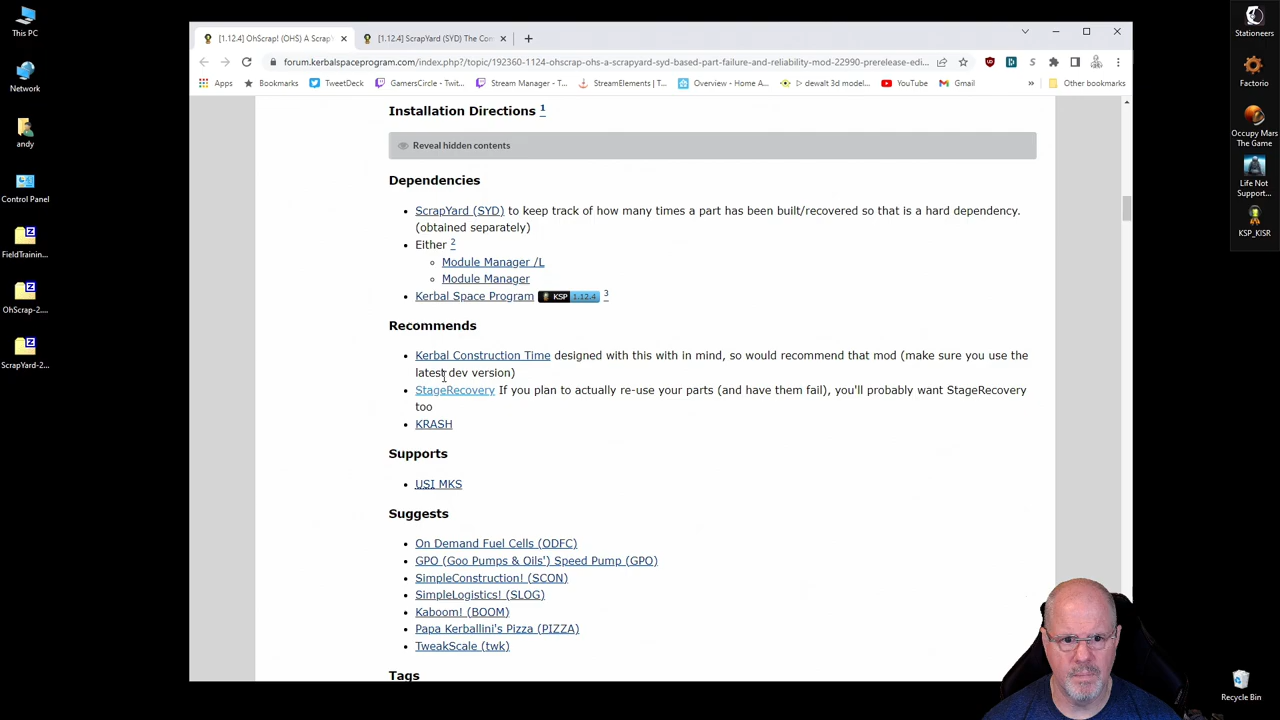 This PC
Network
andy
Control Panel
FieldTrainin...
OhScrap-2....
ScrapYard-2...
[1.12.4] OhScrap! (OHS) A Scrap
[1.12.4] ScrapYard (SYD) The Co
forum.kerbalspaceprogram.com/index.php?/topic/192360-1124-ohscrap-ohs-a-scrapyard-syd-based-part-failure-and-reliability-mod-22990-prerelease-edi...
Apps
Bookmarks
TweetDeck
GamersCircle - Twit...
Stream Manager - T...
StreamElements - T...
Overview - Home A...
dewalt 3d model...
YouTube
Gmail
»
Other bookmarks
Installation Directions 1
Reveal hidden contents
Dependencies
• ScrapYard (SYD) to keep track of how many times a part has been built/recovered so that is a hard dependency.
(obtained separately)
• Either 2
Module Manager /L
Module Manager
• Kerbal Space Program KSP 1.12.4 3
Recommends
• Kerbal Construction Time designed with this with in mind, so would recommend that mod (make sure you use the
latest dev version)
• StageRecovery If you plan to actually re-use your parts (and have them fail), you'll probably want StageRecovery
too
• KRASH
Supports
• USI MKS
Suggests
• On Demand Fuel Cells (ODFC)
• GPO (Goo Pumps & Oils') Speed Pump (GPO)
• SimpleConstruction! (SCON)
• SimpleLogistics! (SLOG)
• Kaboom! (BOOM)
• Papa Kerballini's Pizza (PIZZA)
• TweakScale (twk)
Tags
Stationeers
Factorio
Occupy Mars
The Game
Life Not
Support...
KSP_KISR
Recycle Bin